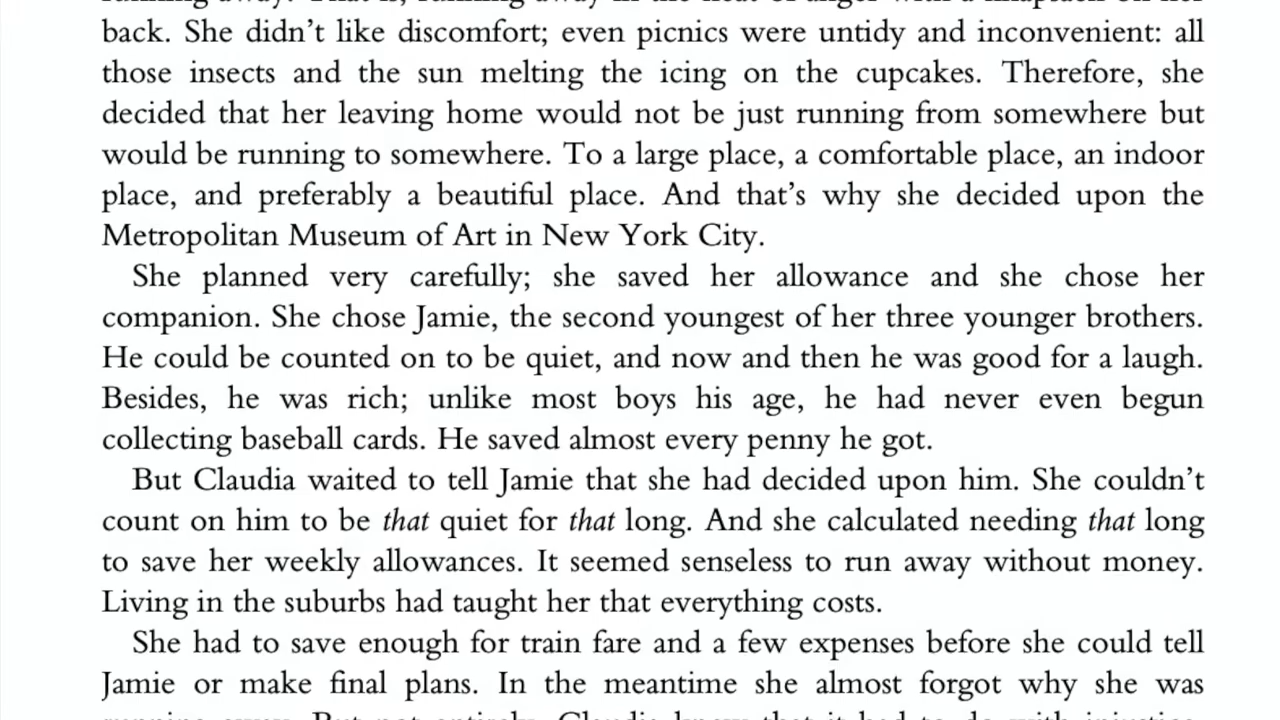 back. She didn’t like discomfort; even picnics were untidy and inconvenient: all
those insects and the sun melting the icing on the cupcakes. Therefore, she
decided that her leaving home would not be just running from somewhere but
would be running to somewhere. To a large place, a comfortable place, an indoor
place, and preferably a beautiful place. And that’s why she decided upon the
Metropolitan Museum of Art in New York City.
She planned very carefully; she saved her allowance and she chose her
companion. She chose Jamie, the second youngest of her three younger brothers.
He could be counted on to be quiet, and now and then he was good for a laugh.
Besides, he was rich; unlike most boys his age, he had never even begun
collecting baseball cards. He saved almost every penny he got.
But Claudia waited to tell Jamie that she had decided upon him. She couldn’t
count on him to be that quiet for that long. And she calculated needing that long
to save her weekly allowances. It seemed senseless to run away without money.
Living in the suburbs had taught her that everything costs.
She had to save enough for train fare and a few expenses before she could tell
Jamie or make final plans. In the meantime she almost forgot why she was